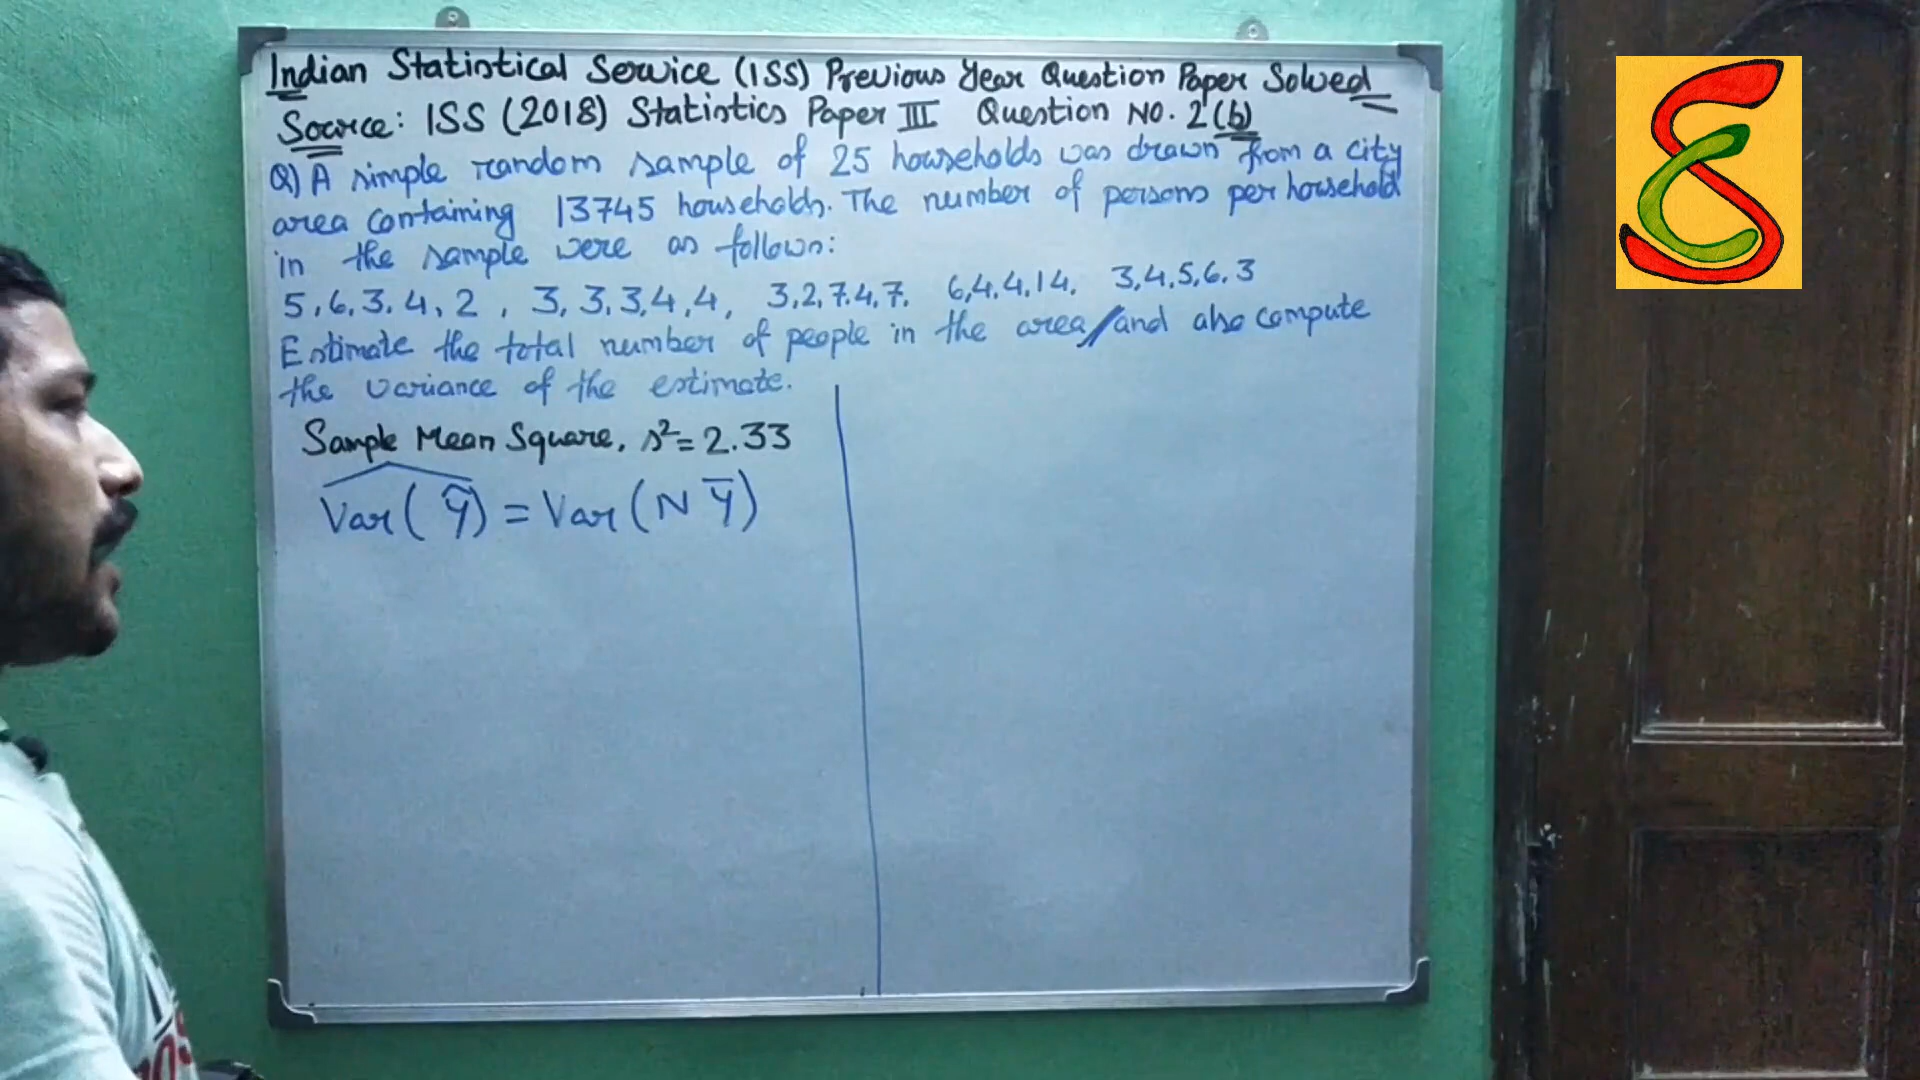 Indian Statistical Service (ISS) Previous Year Question Paper Solved
Source: ISS (2018) Statistics Paper III Question No. 2(b)
Q) A simple random sample of 25 households was drawn from a city
area containing 13745 households. The number of persons per household
in the sample were as follows:
5, 6, 3, 4, 2, 3, 3, 3, 4, 4, 3, 2, 7, 4, 7, 6, 4, 4, 14, 3, 4, 5, 6, 3
Estimate the total number of people in the area/and also compute
the variance of the estimate.
Sample Mean Square, s² = 2.33
Var(Ŷ) = Var(N ȳ)